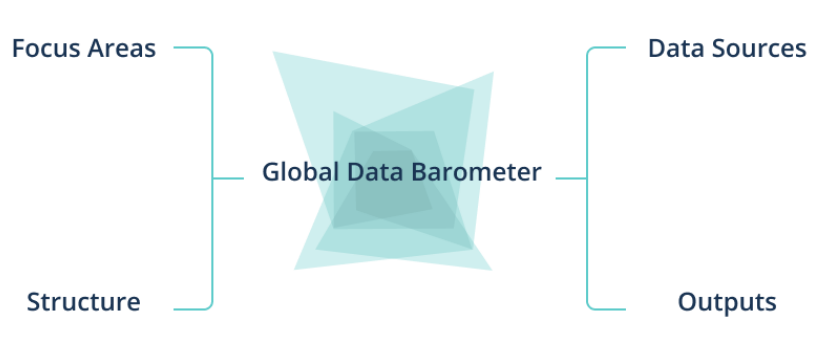 Focus Areas
Data Sources
Global Data Barometer
Structure
Outputs